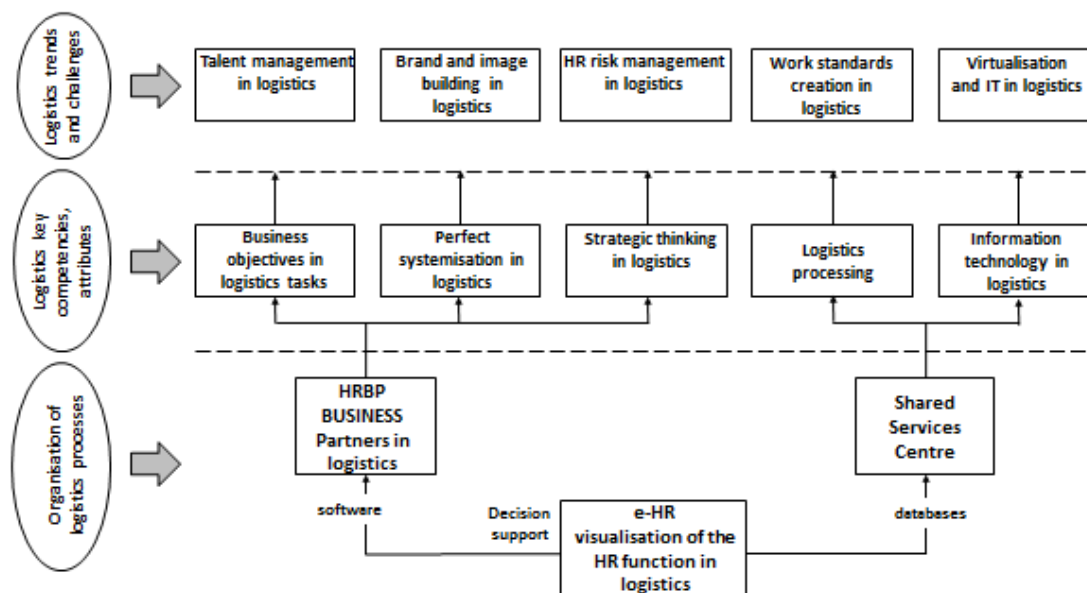 Logistics trends
and challenges
Talent management
in logistics
Brand and image
building in
logistics
HR risk management
in logistics
Work standards
creation in
logistics
Virtualisation
and IT in logistics
Logistics key
competencies,
attributes
Business
objectives in
logistics tasks
Perfect
systemisation in
logistics
Strategic thinking
in logistics
Logistics
processing
Information
technology in
logistics
Organisation of
logistics processes
HRBP
BUSINESS
Partners in
logistics
Shared
Services
Centre
software
Decision
support
e-HR
visualisation of the
HR function in
logistics
databases